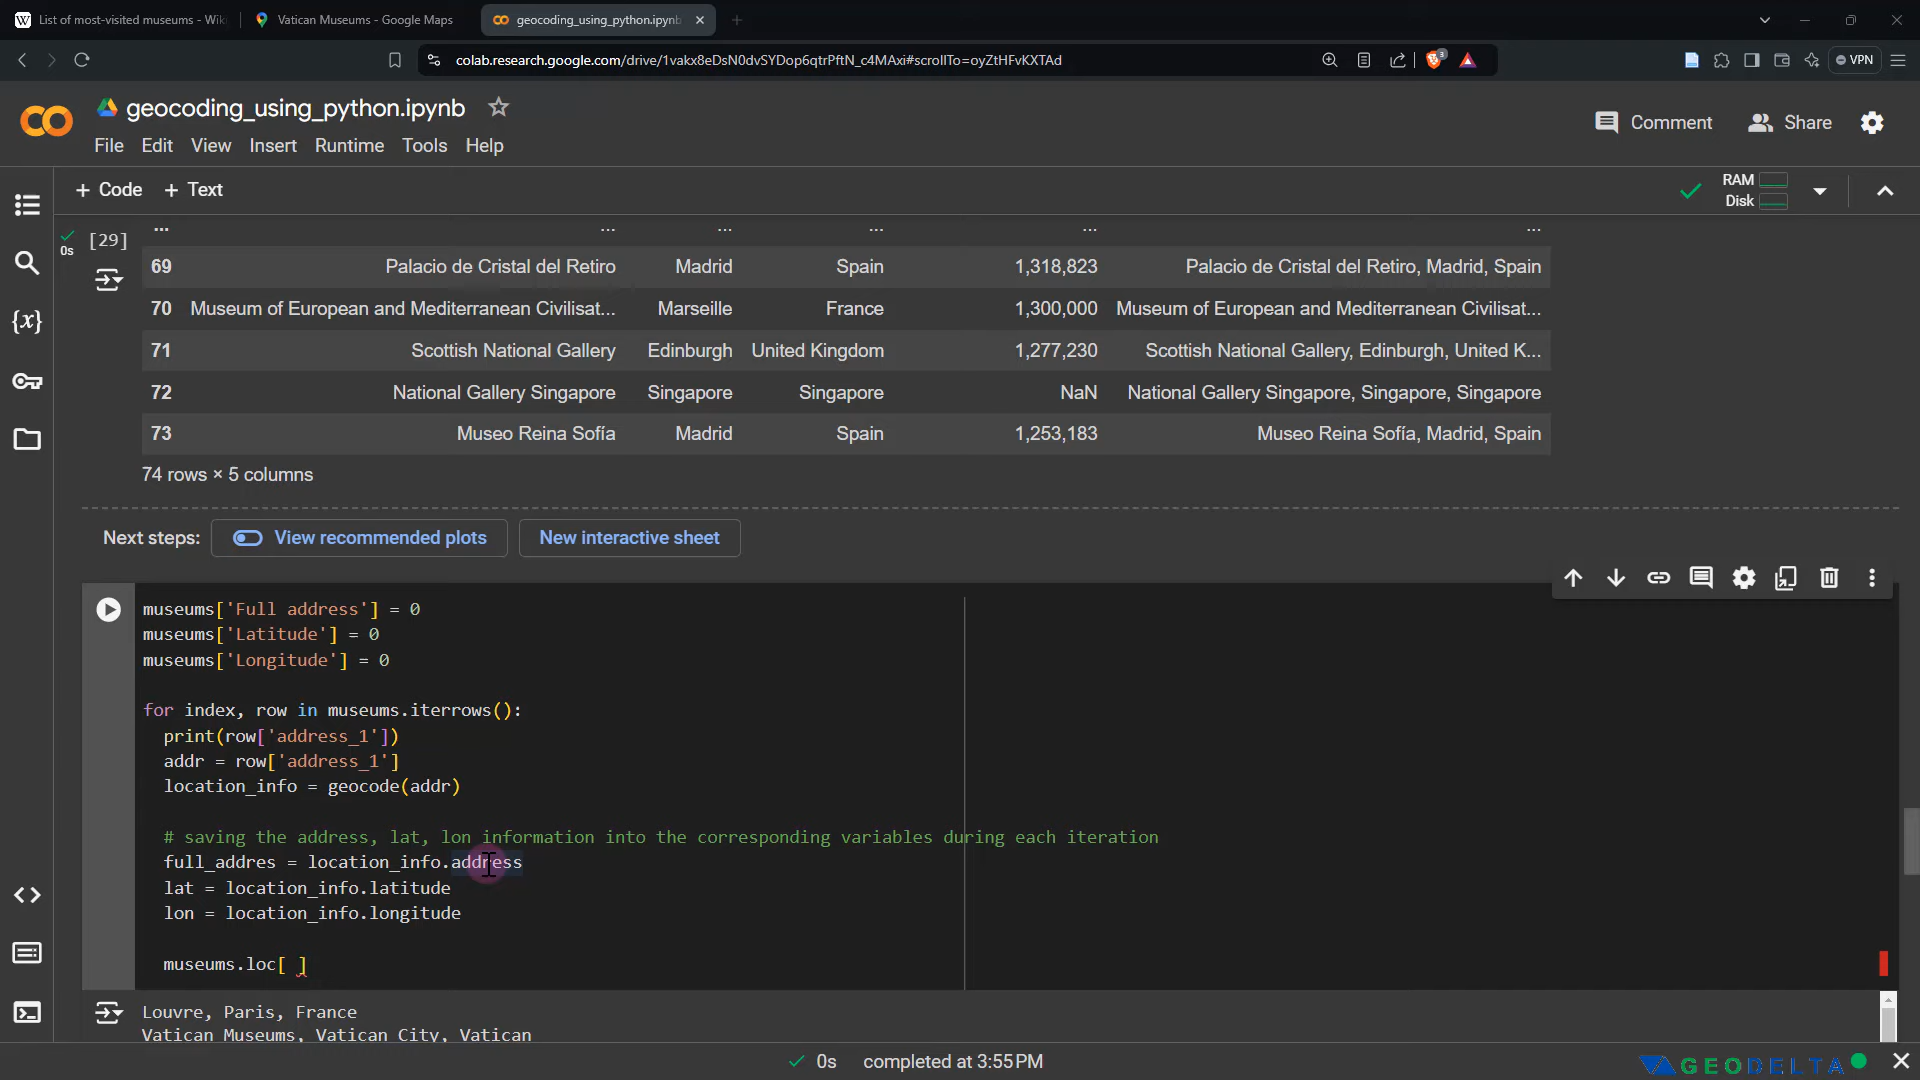 List of most-visited museums - Wiki
Vatican Museums - Google Maps
geocoding_using_python.ipynb
colab.research.google.com/drive/1vakx8eDsN0dvSYDop6qtrPftN_c4MAxi#scrollTo=oyZtHFvKXTAd
3
VPN
geocoding_using_python.ipynb
File Edit View Insert Runtime Tools Help
Comment
Share
+ Code + Text
RAM
Disk
0s
[29]
... ... ... ... ... ...
69 Palacio de Cristal del Retiro Madrid Spain 1,318,823 Palacio de Cristal del Retiro, Madrid, Spain
70 Museum of European and Mediterranean Civilisat... Marseille France 1,300,000 Museum of European and Mediterranean Civilisat...
71 Scottish National Gallery Edinburgh United Kingdom 1,277,230 Scottish National Gallery, Edinburgh, United K...
72 National Gallery Singapore Singapore Singapore NaN National Gallery Singapore, Singapore, Singapore
73 Museo Reina Sofía Madrid Spain 1,253,183 Museo Reina Sofía, Madrid, Spain
74 rows × 5 columns
Next steps: View recommended plots New interactive sheet
museums['Full address'] = 0
museums['Latitude'] = 0
museums['Longitude'] = 0
for index, row in museums.iterrows():
print(row['address_1'])
addr = row['address_1']
location_info = geocode(addr)
# saving the address, lat, lon information into the corresponding variables during each iteration
full_addres = location_info.address
lat = location_info.latitude
lon = location_info.longitude
museums.loc[ ]
Louvre, Paris, France
Vatican Museums, Vatican City, Vatican
0s completed at 3:55 PM
GEODELTA